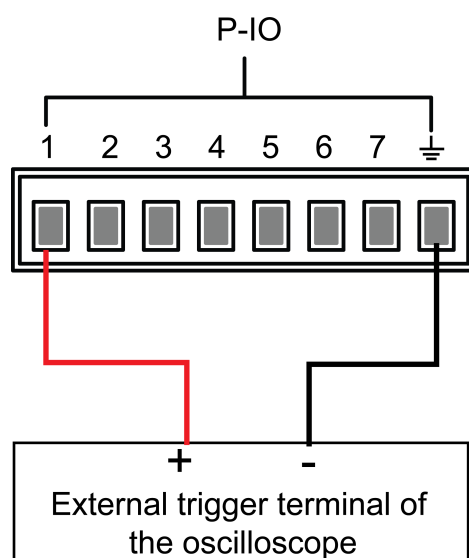 P-IO
1 2 3 4 5 6 7
+ -
External trigger terminal of
the oscilloscope